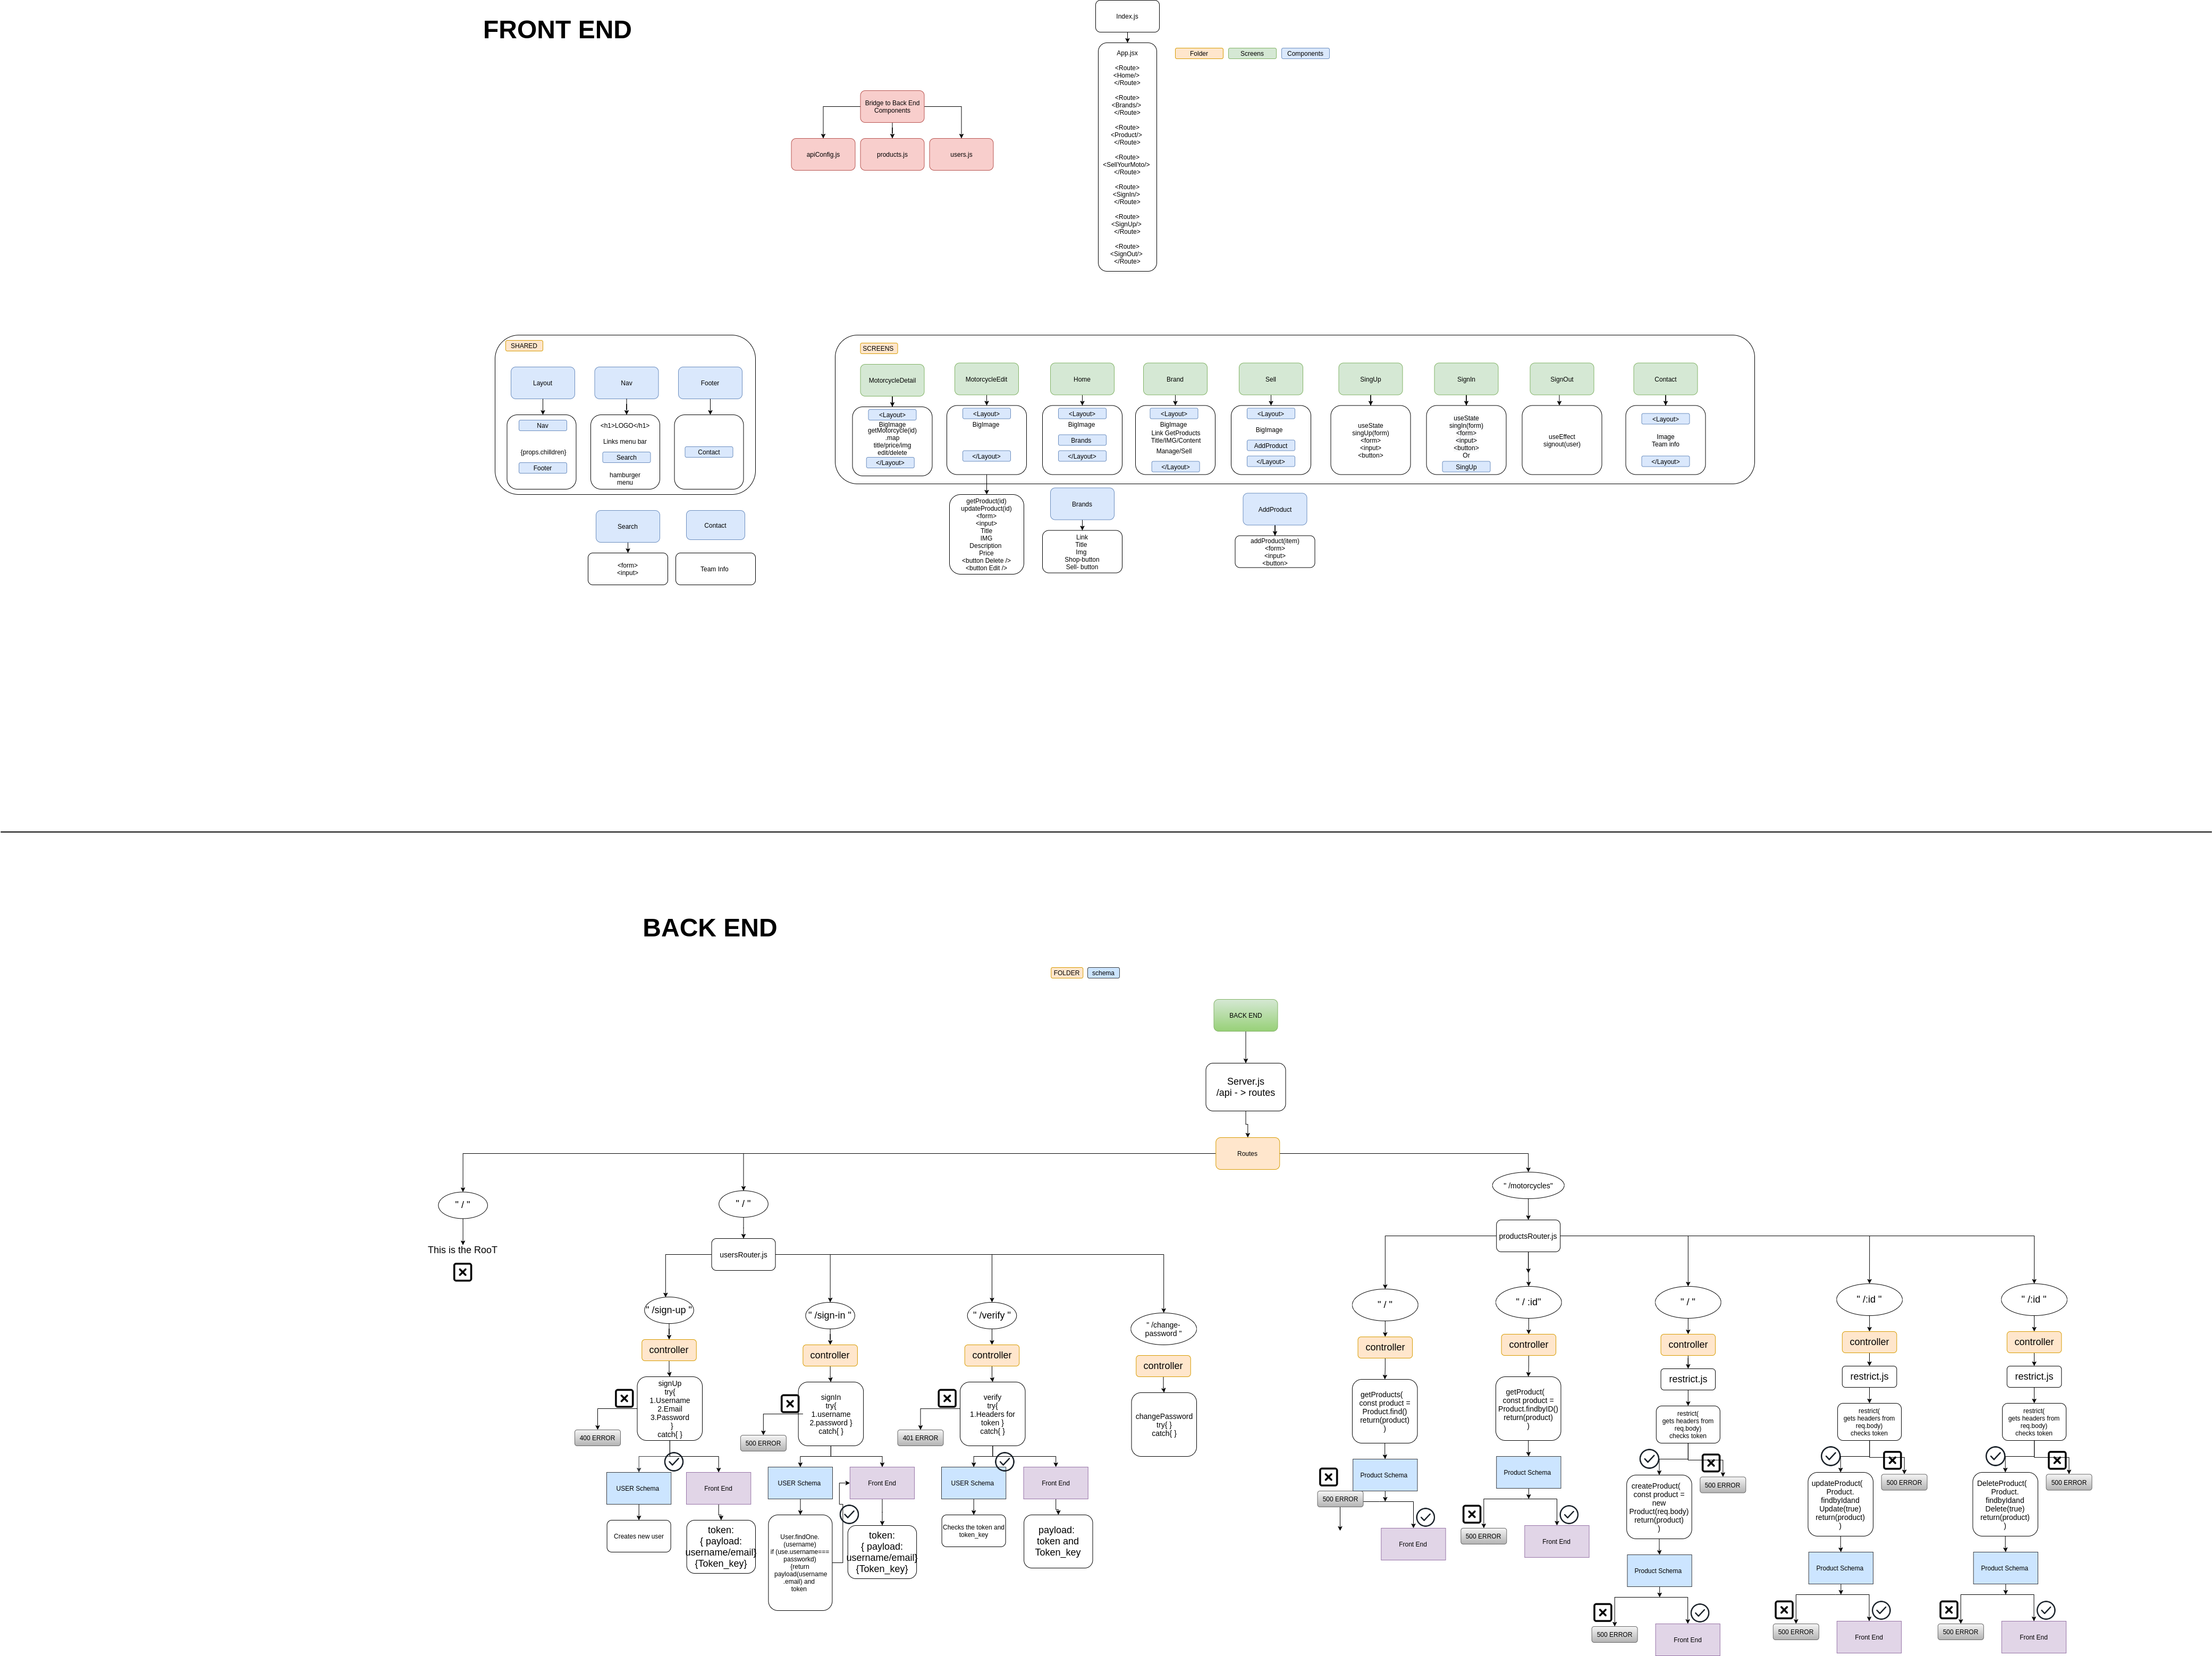 FRONT END
Index.js
App.jsx
<Route>
<Home/>
</Route>
<Route>
<Brands/>
</Route>
<Route>
<Product/>
</Route>
<Route>
<SellYourMoto/>
</Route>
<Route>
<SignIn/>
</Route>
<Route>
<SignUp/>
</Route>
<Route>
<SignOut/>
</Route>
Folder
Screens
Components
Bridge to Back End
Components
apiConfig.js
products.js
users.js
SHARED
Layout
Nav
{props.chilldren}
Footer
Nav
<h1>LOGO</h1>
Links menu bar
Search
hamburger
menu
Footer
Contact
Search
<form>
<input>
Contact
Team Info
SCREENS
MotorcycleDetail
<Layout>
BigImage
getMotorcycle(id)
.map
title/price/img
edit/delete
</Layout>
MotorcycleEdit
<Layout>
BigImage
</Layout>
getProduct(id)
updateProduct(id)
<form>
<input>
Title
IMG
Description
Price
<button Delete />
<button Edit />
Home
<Layout>
BigImage
Brands
</Layout>
Brands
Link
Title
Img
Shop-button
Sell- button
Brand
<Layout>
BigImage
Link GetProducts
Title/IMG/Content
Manage/Sell
</Layout>
Sell
<Layout>
BigImage
AddProduct
</Layout>
AddProduct
addProduct(item)
<form>
<input>
<button>
SingUp
useState
singUp(form)
<form>
<input>
<button>
SignIn
useState
singIn(form)
<form>
<input>
<button>
Or
SingUp
SignOut
useEffect
signout(user)
Contact
<Layout>
Image
Team info
</Layout>
BACK END
FOLDER
schema
BACK END
Server.js
/api - > routes
Routes
" / "
This is the RooT
" / "
usersRouter.js
" /sign-up "
controller
signUp
try{
1.Username
2.Email
3.Password
}
catch{ }
400 ERROR
USER Schema
Creates new user
Front End
token:
{ payload:
username/email}
{Token_key}
" /sign-in "
controller
signIn
try{
1.username
2.password }
catch{ }
500 ERROR
USER Schema
User.findOne.
(username)
if (use.username===
passworkd)
{return
payload(username
.email) and
token
Front End
token:
{ payload:
username/email}
{Token_key}
" /verify "
controller
verify
try{
1.Headers for
token }
catch{ }
401 ERROR
USER Schema
Checks the token and
token_key
Front End
payload:
token and
Token_key
" /change-
password "
controller
changePassword
try{ }
catch{ }
" /motorcycles"
productsRouter.js
" / "
controller
getProducts(
const product =
Product.find()
return(product)
)
Product Schema
500 ERROR
Front End
" / :id"
controller
getProduct(
const product =
Product.findbyID()
return(product)
)
Product Schema
500 ERROR
Front End
" / "
controller
restrict.js
restrict(
gets headers from
req.body)
checks token
500 ERROR
createProduct(
const product =
new
Product(req.body)
return(product)
)
Product Schema
500 ERROR
Front End
" /:id "
controller
restrict.js
restrict(
gets headers from
req.body)
checks token
500 ERROR
updateProduct(
Product.
findbyIdand
Update(true)
return(product)
)
Product Schema
500 ERROR
Front End
" /:id "
controller
restrict.js
restrict(
gets headers from
req.body)
checks token
500 ERROR
DeleteProduct(
Product.
findbyIdand
Delete(true)
return(product)
)
Product Schema
500 ERROR
Front End